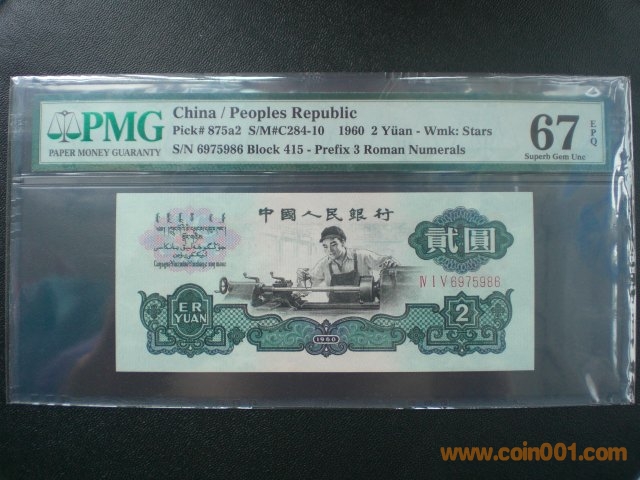 PMG
PAPER MONEY GUARANTY
China / Peoples Republic
Pick# 875a2 S/M#C284-10 1960 2 Yüan - Wmk: Stars
S/N 6975986 Block 415 - Prefix 3 Roman Numerals
67
EPQ
Superb Gem Unc
中國人民銀行
貳圓
Ⅳ Ⅰ Ⅴ 6975986
ER
YUAN
1960
2
www.coin001.com